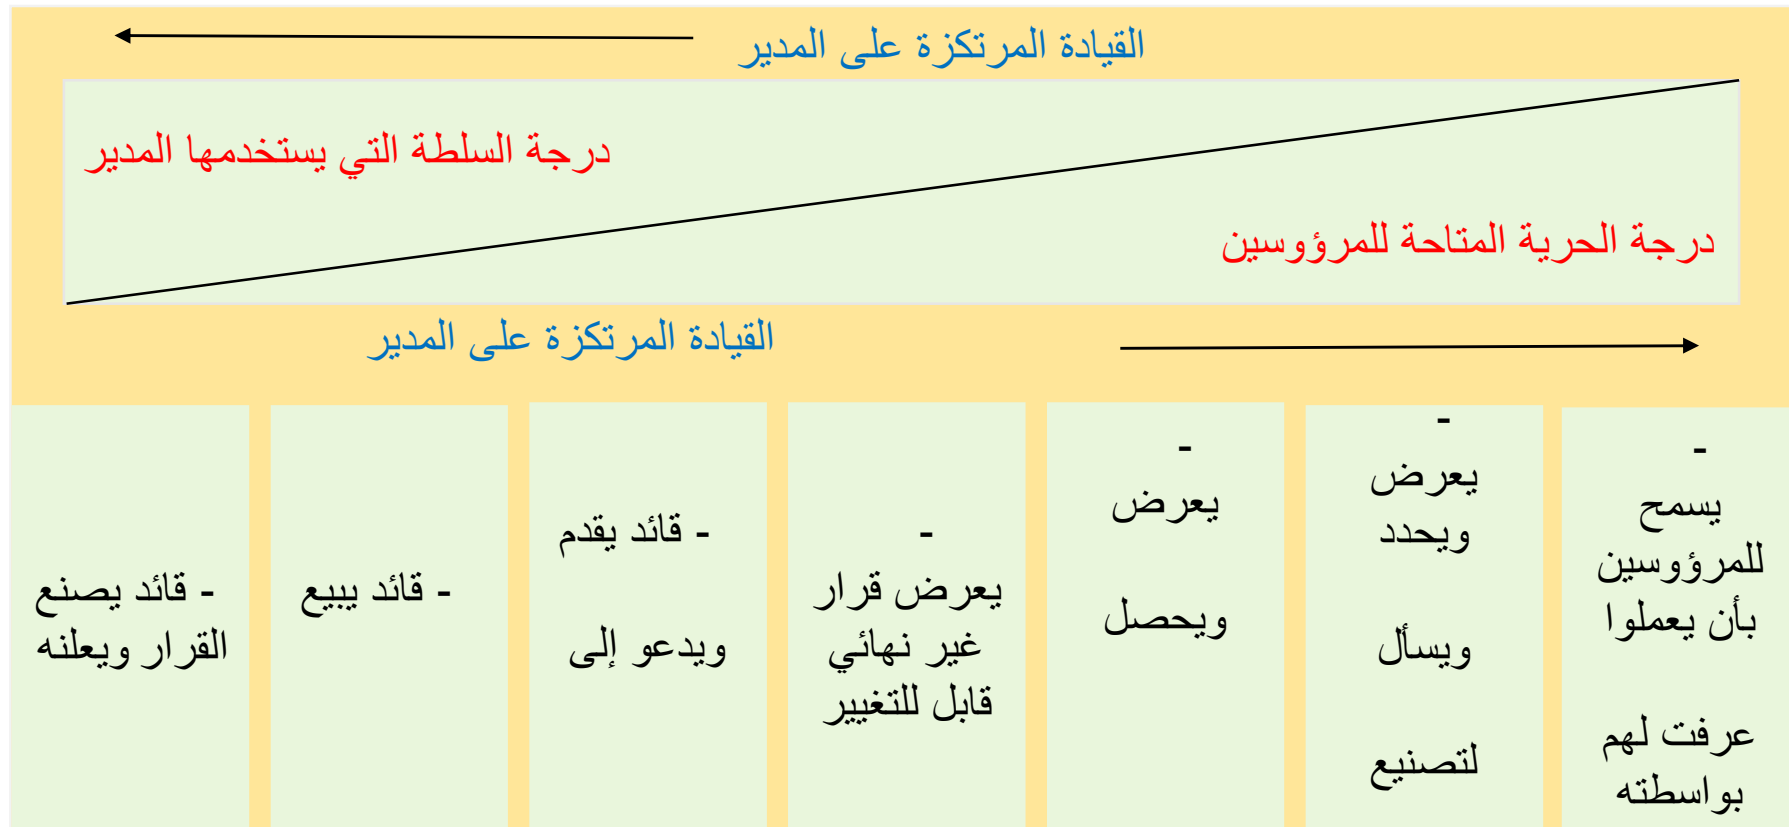 القيادة المرتكزة على المدير
درجة السلطة التي يستخدمها المدير
درجة الحرية المتاحة للمرؤوسين
القيادة المرتكزة على المدير
-
يسمح
للمرؤوسين
بأن يعملوا
عرفت لهم
بواسطته
-
يعرض
ويحدد
ويسأل
لتصنيع
-
يعرض
ويحصل
-
يعرض قرار
غير نهائي
قابل للتغيير
- قائد يقدم
ويدعو إلى
- قائد يبيع
- قائد يصنع
القرار ويعلنه